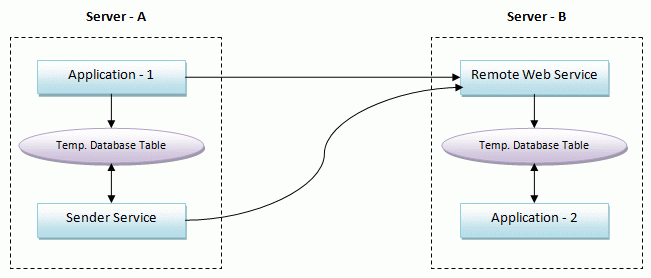 Server - A
Server - B
Application - 1
Remote Web Service
Temp. Database Table
Temp. Database Table
Sender Service
Application - 2